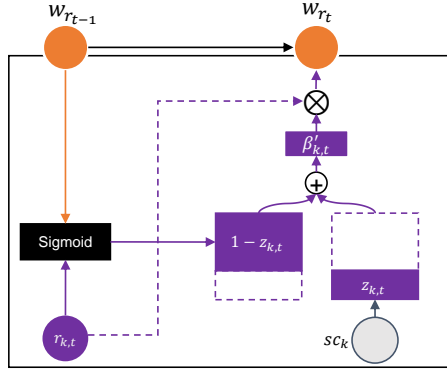 w_{r_{t-1}}
w_{r_t}
β′_{k,t}
Sigmoid
1 − z_{k,t}
z_{k,t}
r_{k,t}
sc_k